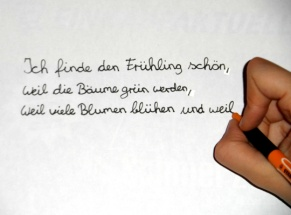 Ich finde den Frühling schön,
weil die Bäume grün werden,
weil viele Blumen blühen und weil